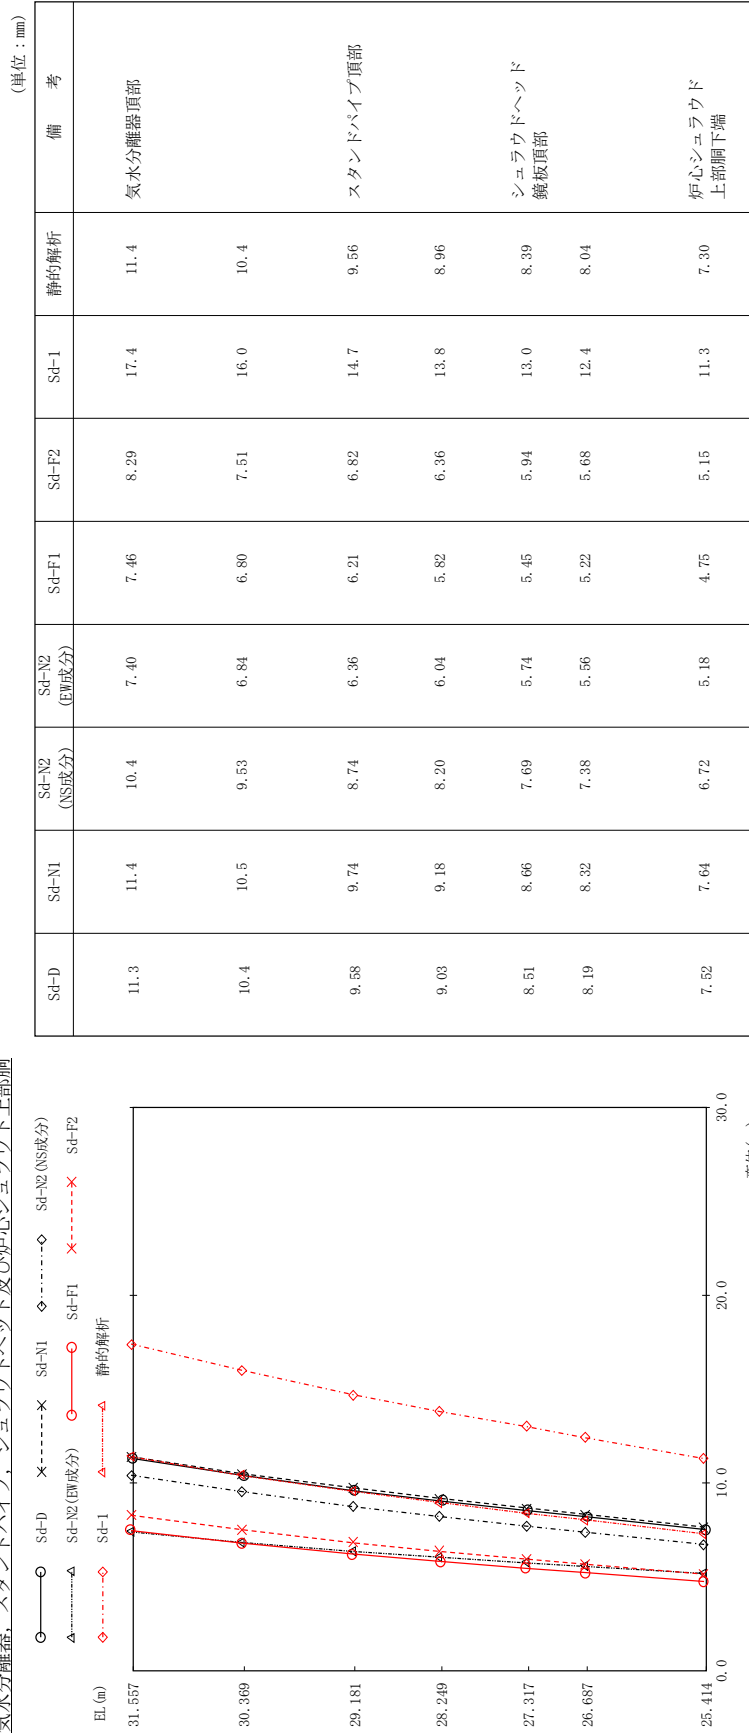 気水分離器，スタンドパイプ，シュラウドヘッド及び炉心シュラウド上部胴
Sd-D
Sd-N1
Sd-N2(NS成分)
Sd-N2(EW成分)
Sd-F1
Sd-F2
Sd-1
静的解析
EL(m)
31.557
30.369
29.181
28.249
27.317
26.687
25.414
0.0 10.0 20.0 30.0
(単位：mm)
Sd-D Sd-N1 Sd-N2 (NS成分) Sd-N2 (EW成分) Sd-F1 Sd-F2 Sd-1 静的解析 備 考
11.3 11.4 10.4 7.40 7.46 8.29 17.4 11.4 気水分離器頂部
10.4 10.5 9.53 6.84 6.80 7.51 16.0 10.4
9.58 9.74 8.74 6.36 6.21 6.82 14.7 9.56 スタンドパイプ頂部
9.03 9.18 8.20 6.04 5.82 6.36 13.8 8.96
8.51 8.66 7.69 5.74 5.45 5.94 13.0 8.39 シュラウドヘッド
鏡板頂部
8.19 8.32 7.38 5.56 5.22 5.68 12.4 8.04
7.52 7.64 6.72 5.18 4.75 5.15 11.3 7.30 炉心シュラウド
上部胴下端